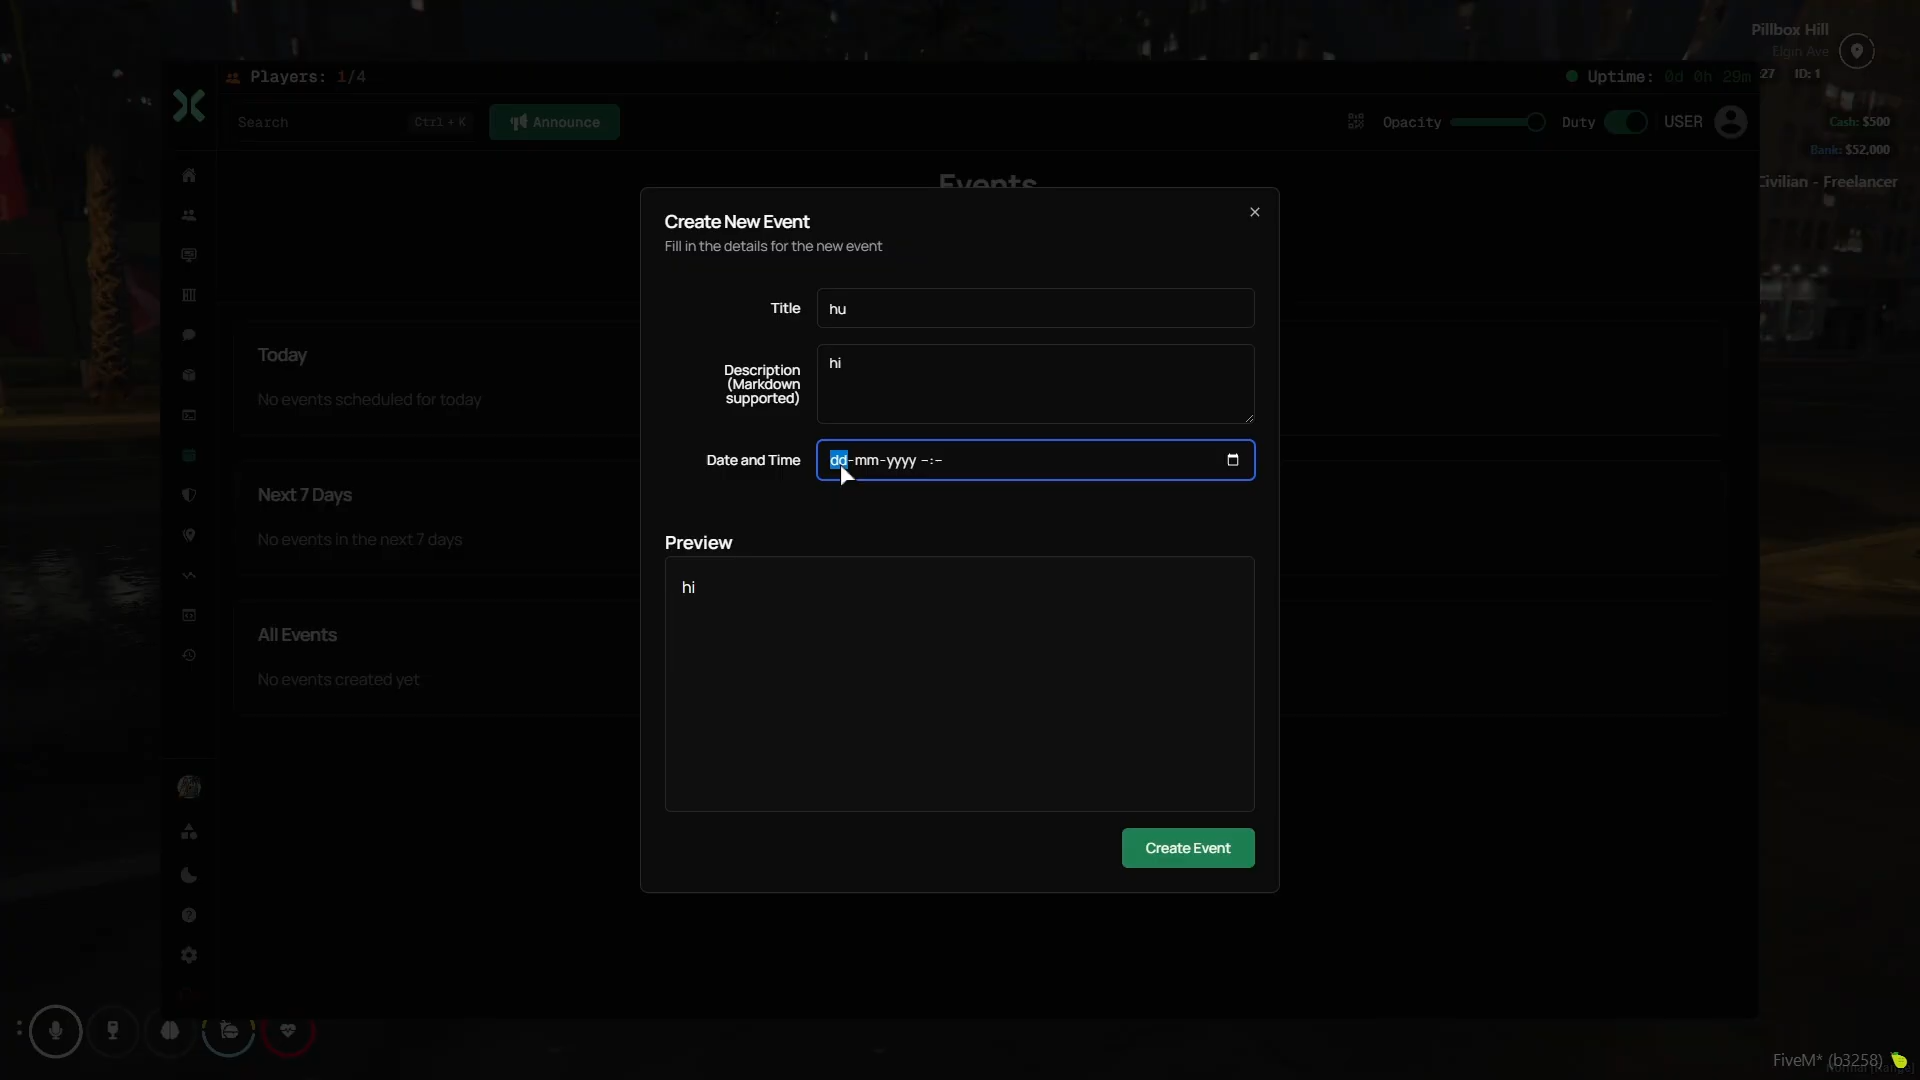 Pillbox Hill
Elgin Ave
Players: 1/4
Uptime: 0d 0h 29m
:27 ID: 1
Search
Ctrl + K
Announce
Opacity
Duty
USER
Cash: $500
Bank: $52,000
Civilian - Freelancer
Events
Create New Event
Fill in the details for the new event
Title
hu
Description
(Markdown
supported)
hi
Date and Time
dd-mm-yyyy --:--
Today
No events scheduled for today
Next 7 Days
No events in the next 7 days
All Events
No events created yet
Preview
hi
Create Event
FiveM* (b3258)